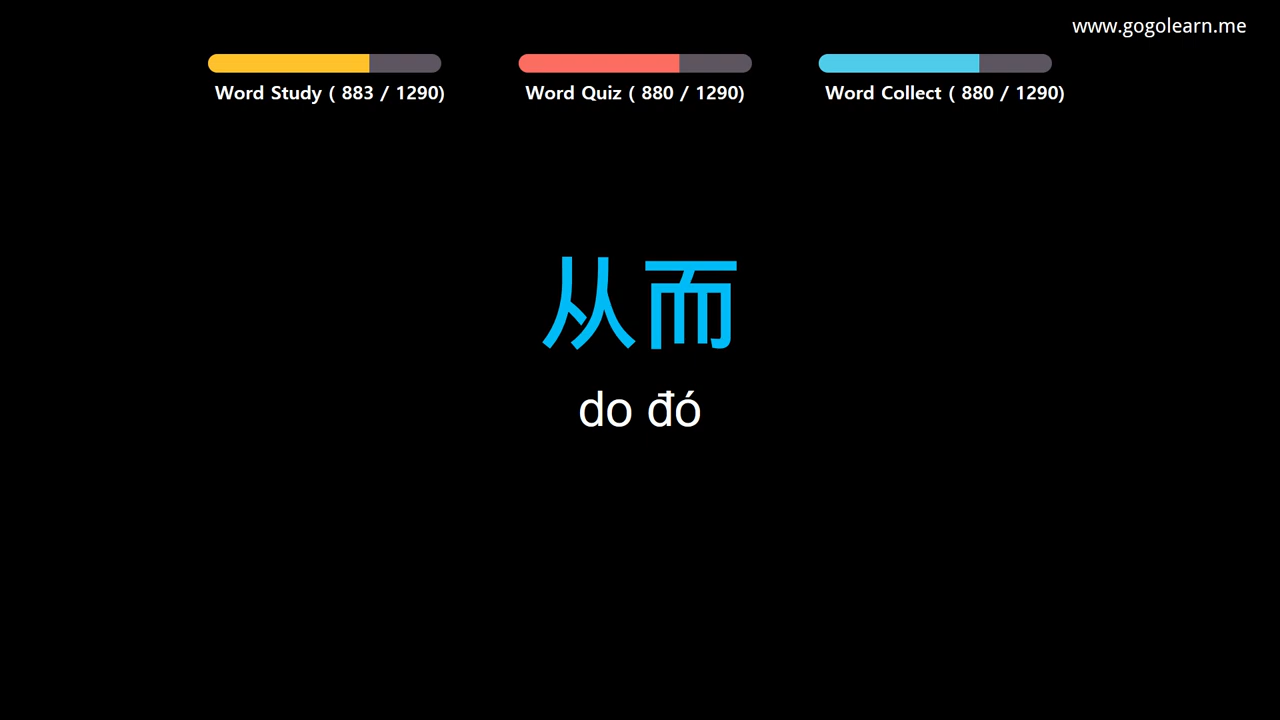 www.gogolearn.me
Word Study ( 883 / 1290)
Word Quiz ( 880 / 1290)
Word Collect ( 880 / 1290)
从而
do đó